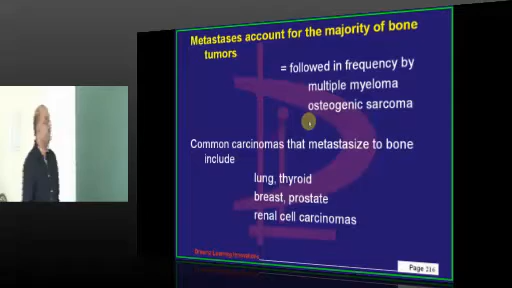 Metastases account for the majority of bone
tumors
= followed in frequency by
multiple myeloma
osteogenic sarcoma
Common carcinomas that metastasize to bone
include
lung, thyroid
breast, prostate
renal cell carcinomas
Page 214